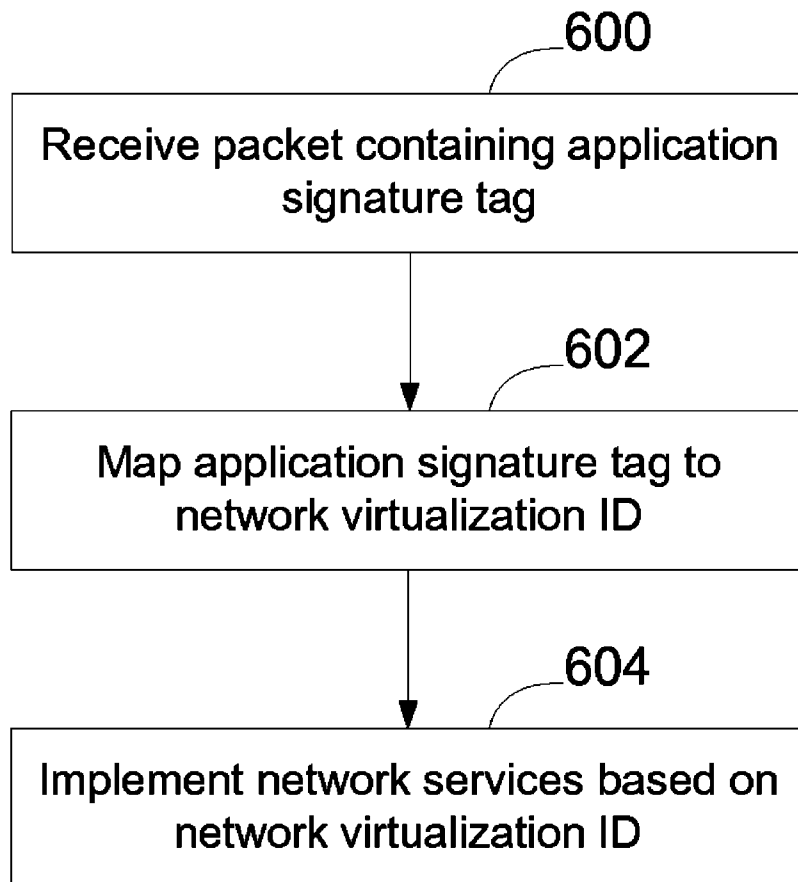 600
Receive packet containing application
signature tag
602
Map application signature tag to
network virtualization ID
604
Implement network services based on
network virtualization ID